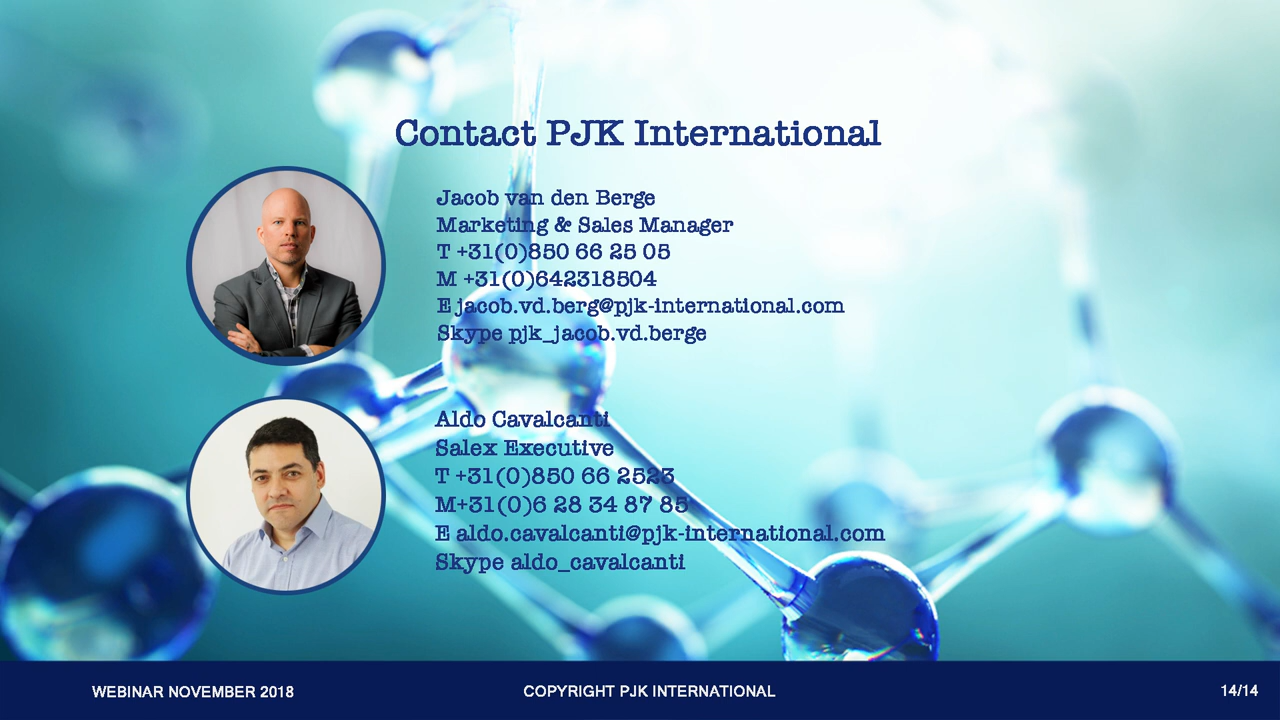 Contact PJK International
Jacob van den Berge
Marketing & Sales Manager
T +31(0)850 66 25 05
M +31(0)642318504
E jacob.vd.berg@pjk-international.com
Skype pjk_jacob.vd.berge
Aldo Cavalcanti
Salex Executive
T +31(0)850 66 2523
M+31(0)6 28 34 87 85
E aldo.cavalcanti@pjk-international.com
Skype aldo_cavalcanti
WEBINAR NOVEMBER 2018
COPYRIGHT PJK INTERNATIONAL
14/14